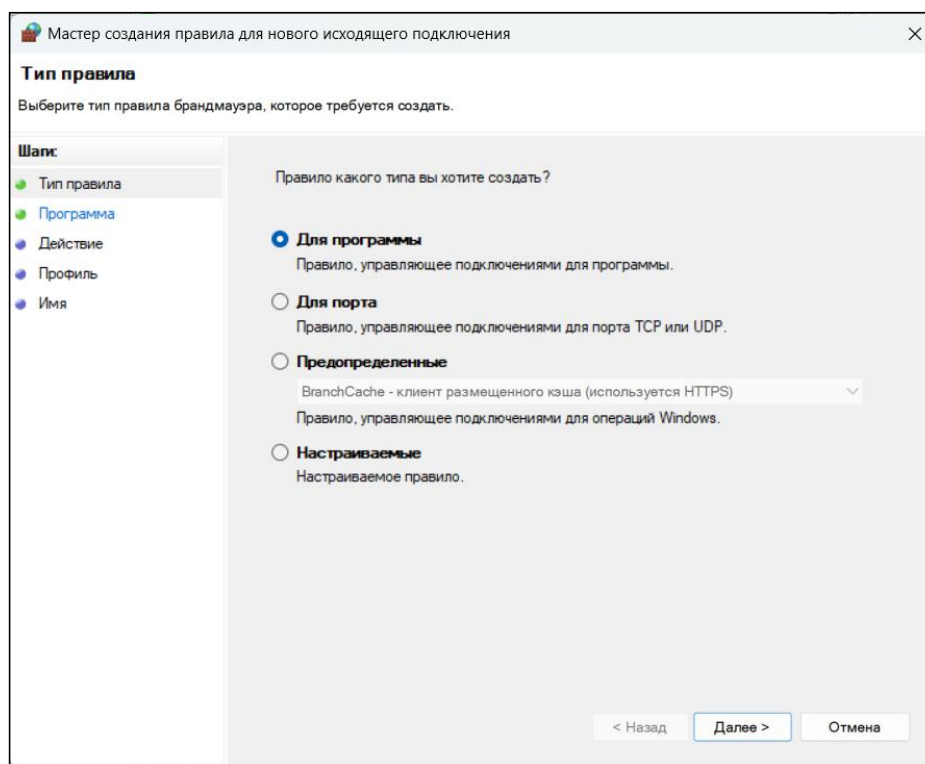 Мастер создания правила для нового исходящего подключения
Тип правила
Выберите тип правила брандмауэра, которое требуется создать.
Шаги:
Тип правила
Программа
Действие
Профиль
Имя
Правило какого типа вы хотите создать?
Для программы
Правило, управляющее подключениями для программы.
Для порта
Правило, управляющее подключениями для порта TCP или UDP.
Предопределенные
BranchCache - клиент размещенного кэша (используется HTTPS)
Правило, управляющее подключениями для операций Windows.
Настраиваемые
Настраиваемое правило.
< Назад
Далее >
Отмена